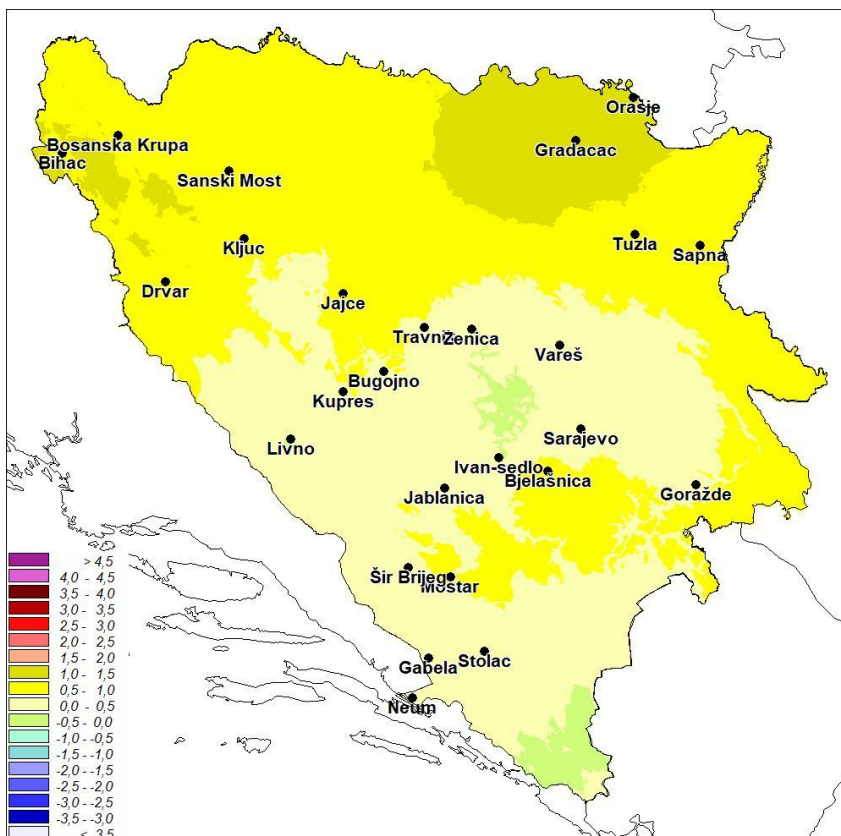 Orašje
Bosanska Krupa
Gradacac
Bihac
Sanski Most
Kljuc
Tuzla
Sapna
Drvar
Jajce
Travnik
Zenica
Vareš
Bugojno
Kupres
Sarajevo
Livno
Ivan-sedlo
Bjelašnica
Jablanica
Goražde
Šir Brijeg
Mostar
Stolac
Gabela
Neum
> 4,5
4,0 - 4,5
3,5 - 4,0
3,0 - 3,5
2,5 - 3,0
2,0 - 2,5
1,5 - 2,0
1,0 - 1,5
0,5 - 1,0
0,0 - 0,5
-0,5 - 0,0
-1,0 - -0,5
-1,5 - -1,0
-2,0 - -1,5
-2,5 - -2,0
-3,0 - -2,5
-3,5 - -3,0
< -3,5